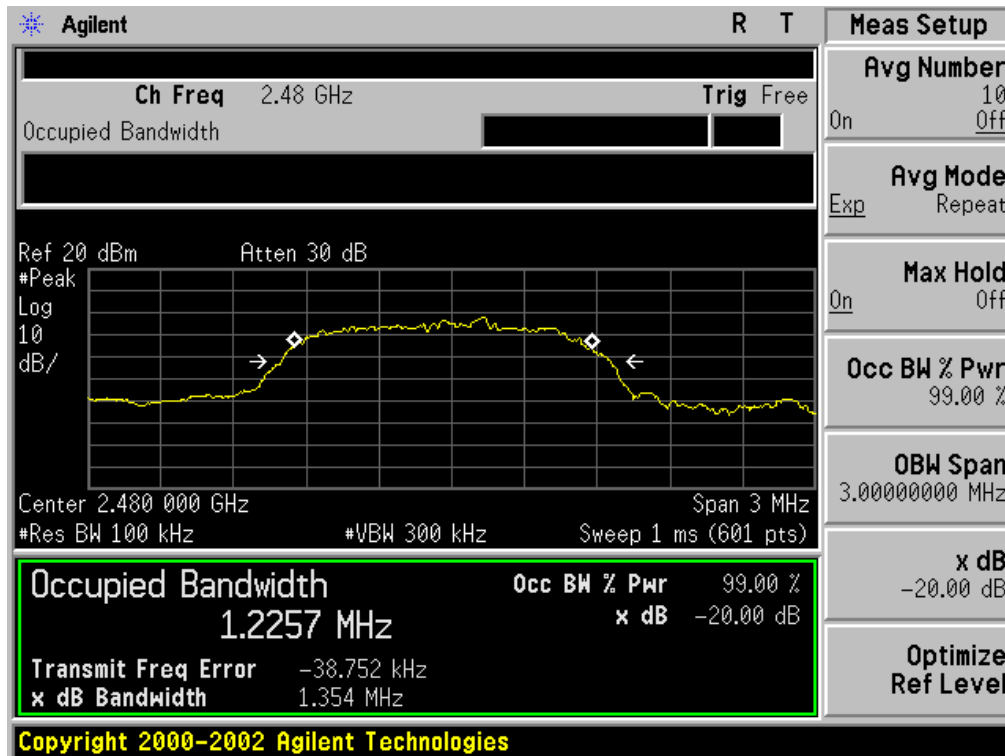 Agilent R T
Ch Freq 2.48 GHz Trig Free
Occupied Bandwidth
Ref 20 dBm Atten 30 dB
#Peak
Log
10
dB/
Center 2.480 000 GHz Span 3 MHz
#Res BW 100 kHz #VBW 300 kHz Sweep 1 ms (601 pts)
Occupied Bandwidth
1.2257 MHz
Occ BW % Pwr 99.00 %
x dB -20.00 dB
Transmit Freq Error -38.752 kHz
x dB Bandwidth 1.354 MHz
Meas Setup
Avg Number
10
On Off
Avg Mode
Exp Repeat
Max Hold
On Off
Occ BW % Pwr
99.00 %
OBW Span
3.00000000 MHz
x dB
-20.00 dB
Optimize
Ref Level
Copyright 2000-2002 Agilent Technologies